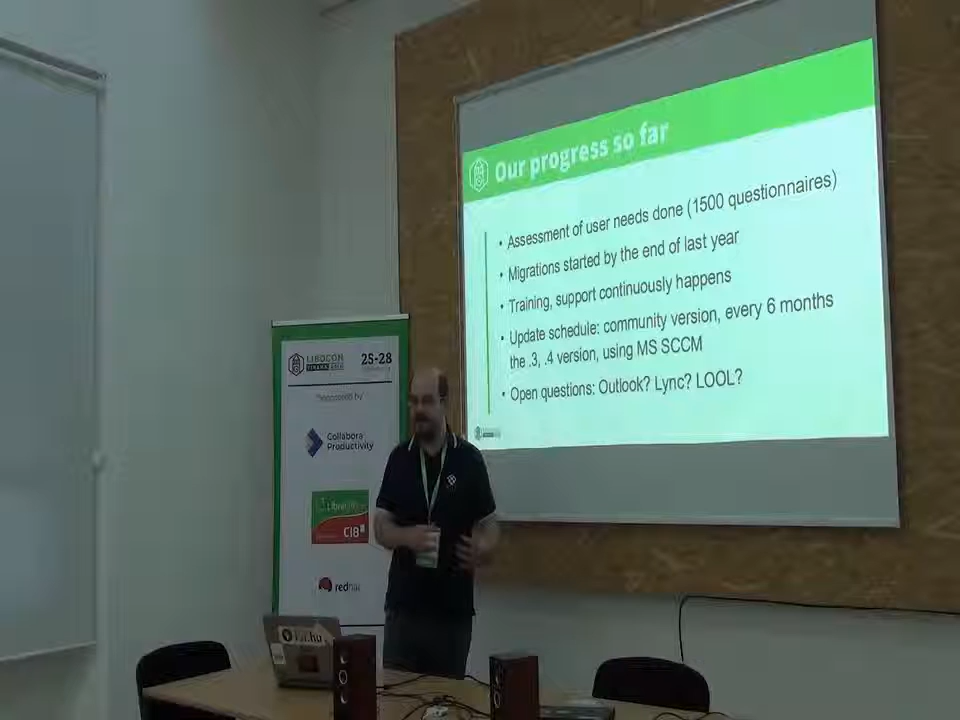 Our progress so far
• Assessment of user needs done (1500 questionnaires)
• Migrations started by the end of last year
• Training, support continuously happens
• Update schedule: community version, every 6 months
the .3, .4 version, using MS SCCM
• Open questions: Outlook? Lync? LOOL?
LIBOCON
25-28
Collabora
Productivity
CIB
redhat